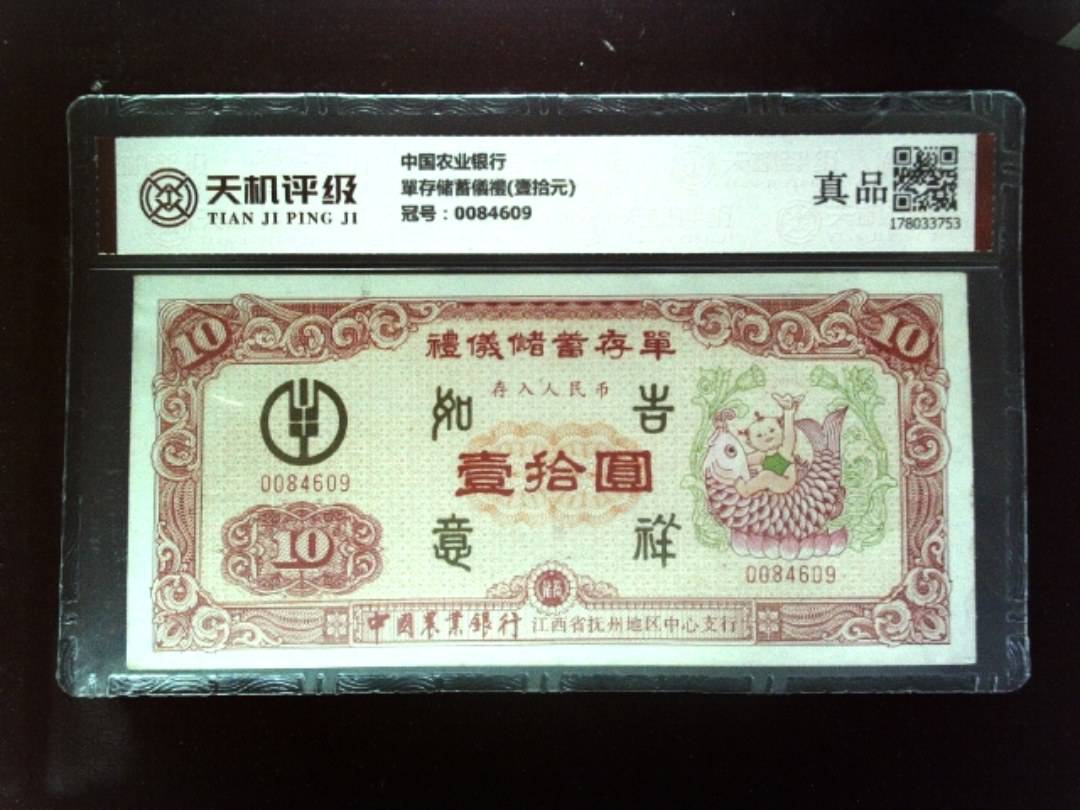 天机评级
TIAN JI PING JI
中国农业银行
單存储蓄儀禮(壹拾元)
冠号：0084609
真品
178033753
10
10
禮儀儲蓄存單
存入人民币
如
吉
壹拾圓
意
祥
0084609
10
0084609
中國農業銀行 江西省抚州地区中心支行